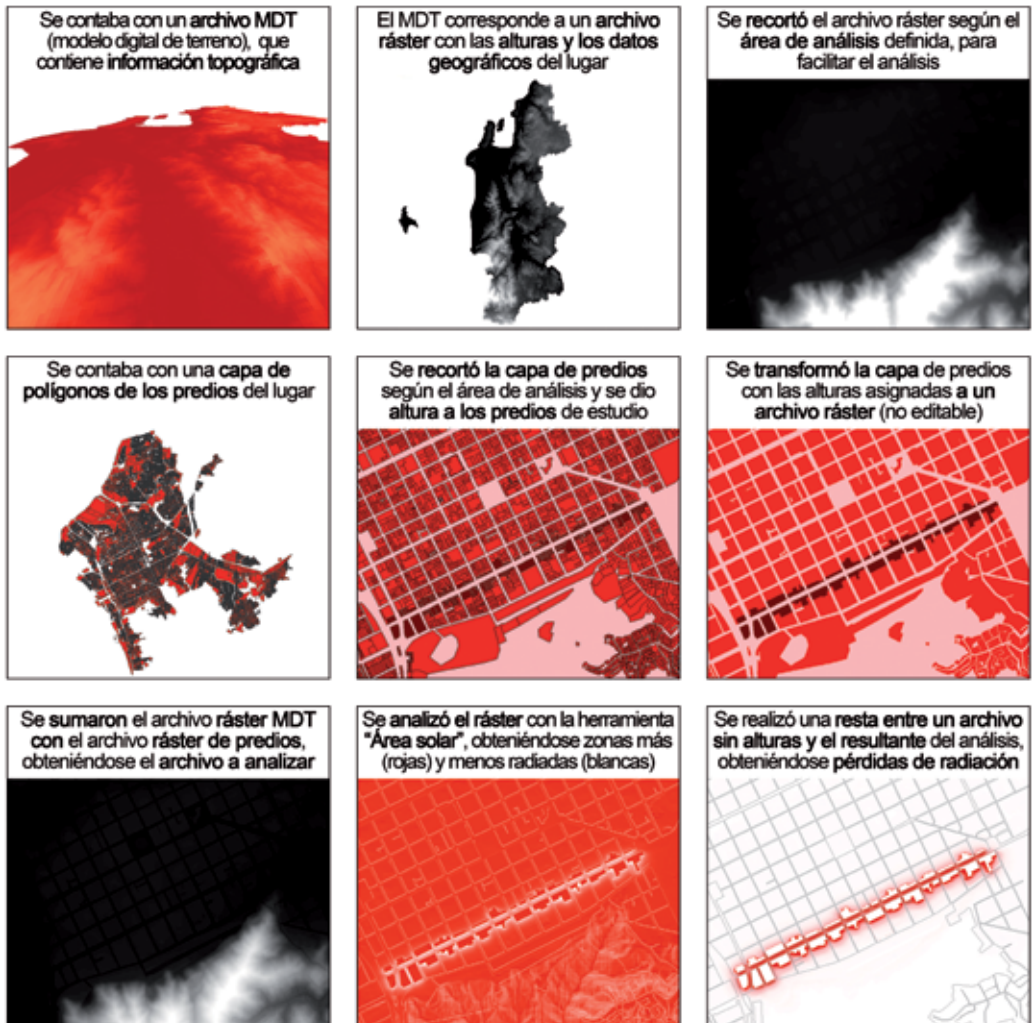 Se contaba con un archivo MDT
(modelo digital de terreno), que
contiene información topográfica
El MDT corresponde a un archivo
ráster con las alturas y los datos
geográficos del lugar
Se recortó el archivo ráster según el
área de análisis definida, para
facilitar el análisis
Se contaba con una capa de
polígonos de los predios del lugar
Se recortó la capa de predios
según el área de análisis y se dio
altura a los predios de estudio
Se transformó la capa de predios
con las alturas asignadas a un
archivo ráster (no editable)
Se sumaron el archivo ráster MDT
con el archivo ráster de predios,
obteniéndose el archivo a analizar
Se analizó el ráster con la herramienta
"Área solar", obteniéndose zonas más
(rojas) y menos radiadas (blancas)
Se realizó una resta entre un archivo
sin alturas y el resultante del análisis,
obteniéndose pérdidas de radiación